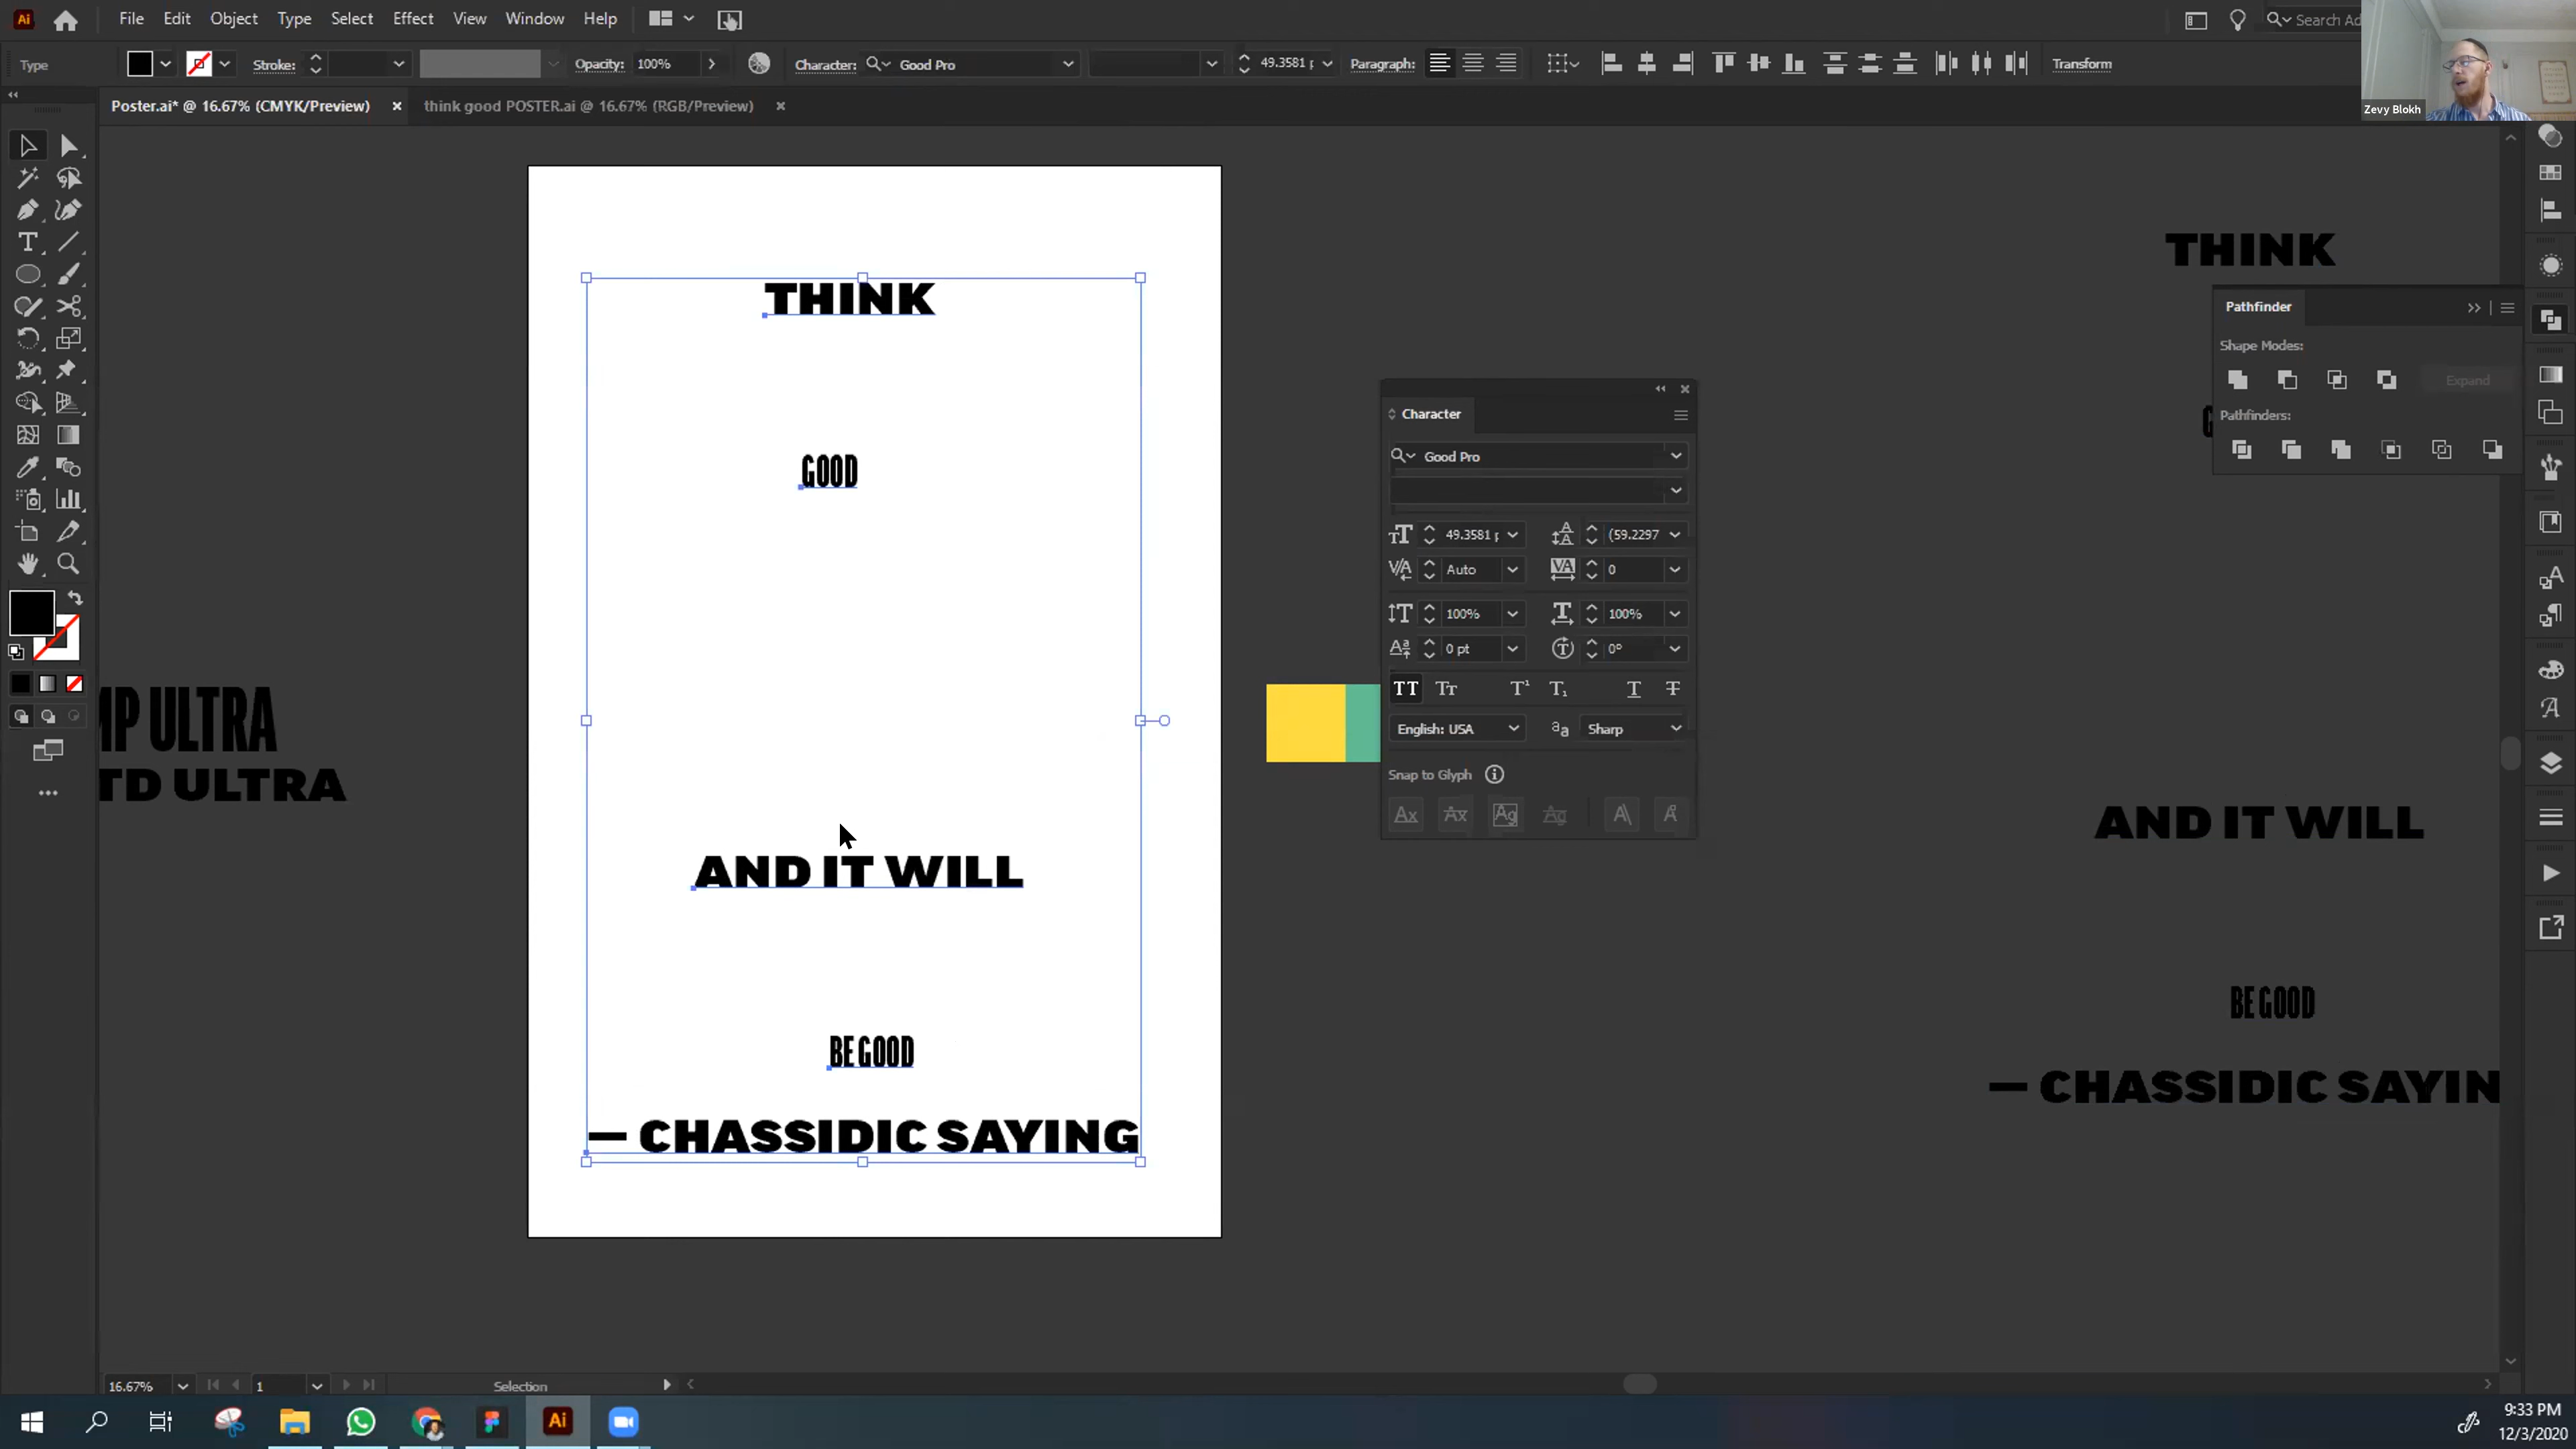 Ai File Edit Object Type Select Effect View Window Help Search Ad
Type Stroke: Opacity: 100% Character: Good Pro 49.3581 p Paragraph: Transform
Zevy Blokh
Poster.ai* @ 16.67% (CMYK/Preview) × think good POSTER.ai @ 16.67% (RGB/Preview) ×
THINK
THINK
Pathfinder
Shape Modes:
Expand
Pathfinders:
Character
GOOD
Good Pro
49.3581 p (59.2297
Auto 0
100% 100%
0 pt 0°
English: USA Sharp
Snap to Glyph
MP ULTRA
TD ULTRA
AND IT WILL
AND IT WILL
BE GOOD
BE GOOD
— CHASSIDIC SAYING
— CHASSIDIC SAYIN
16.67% 1 Selection
Ai
9:33 PM
12/3/2020